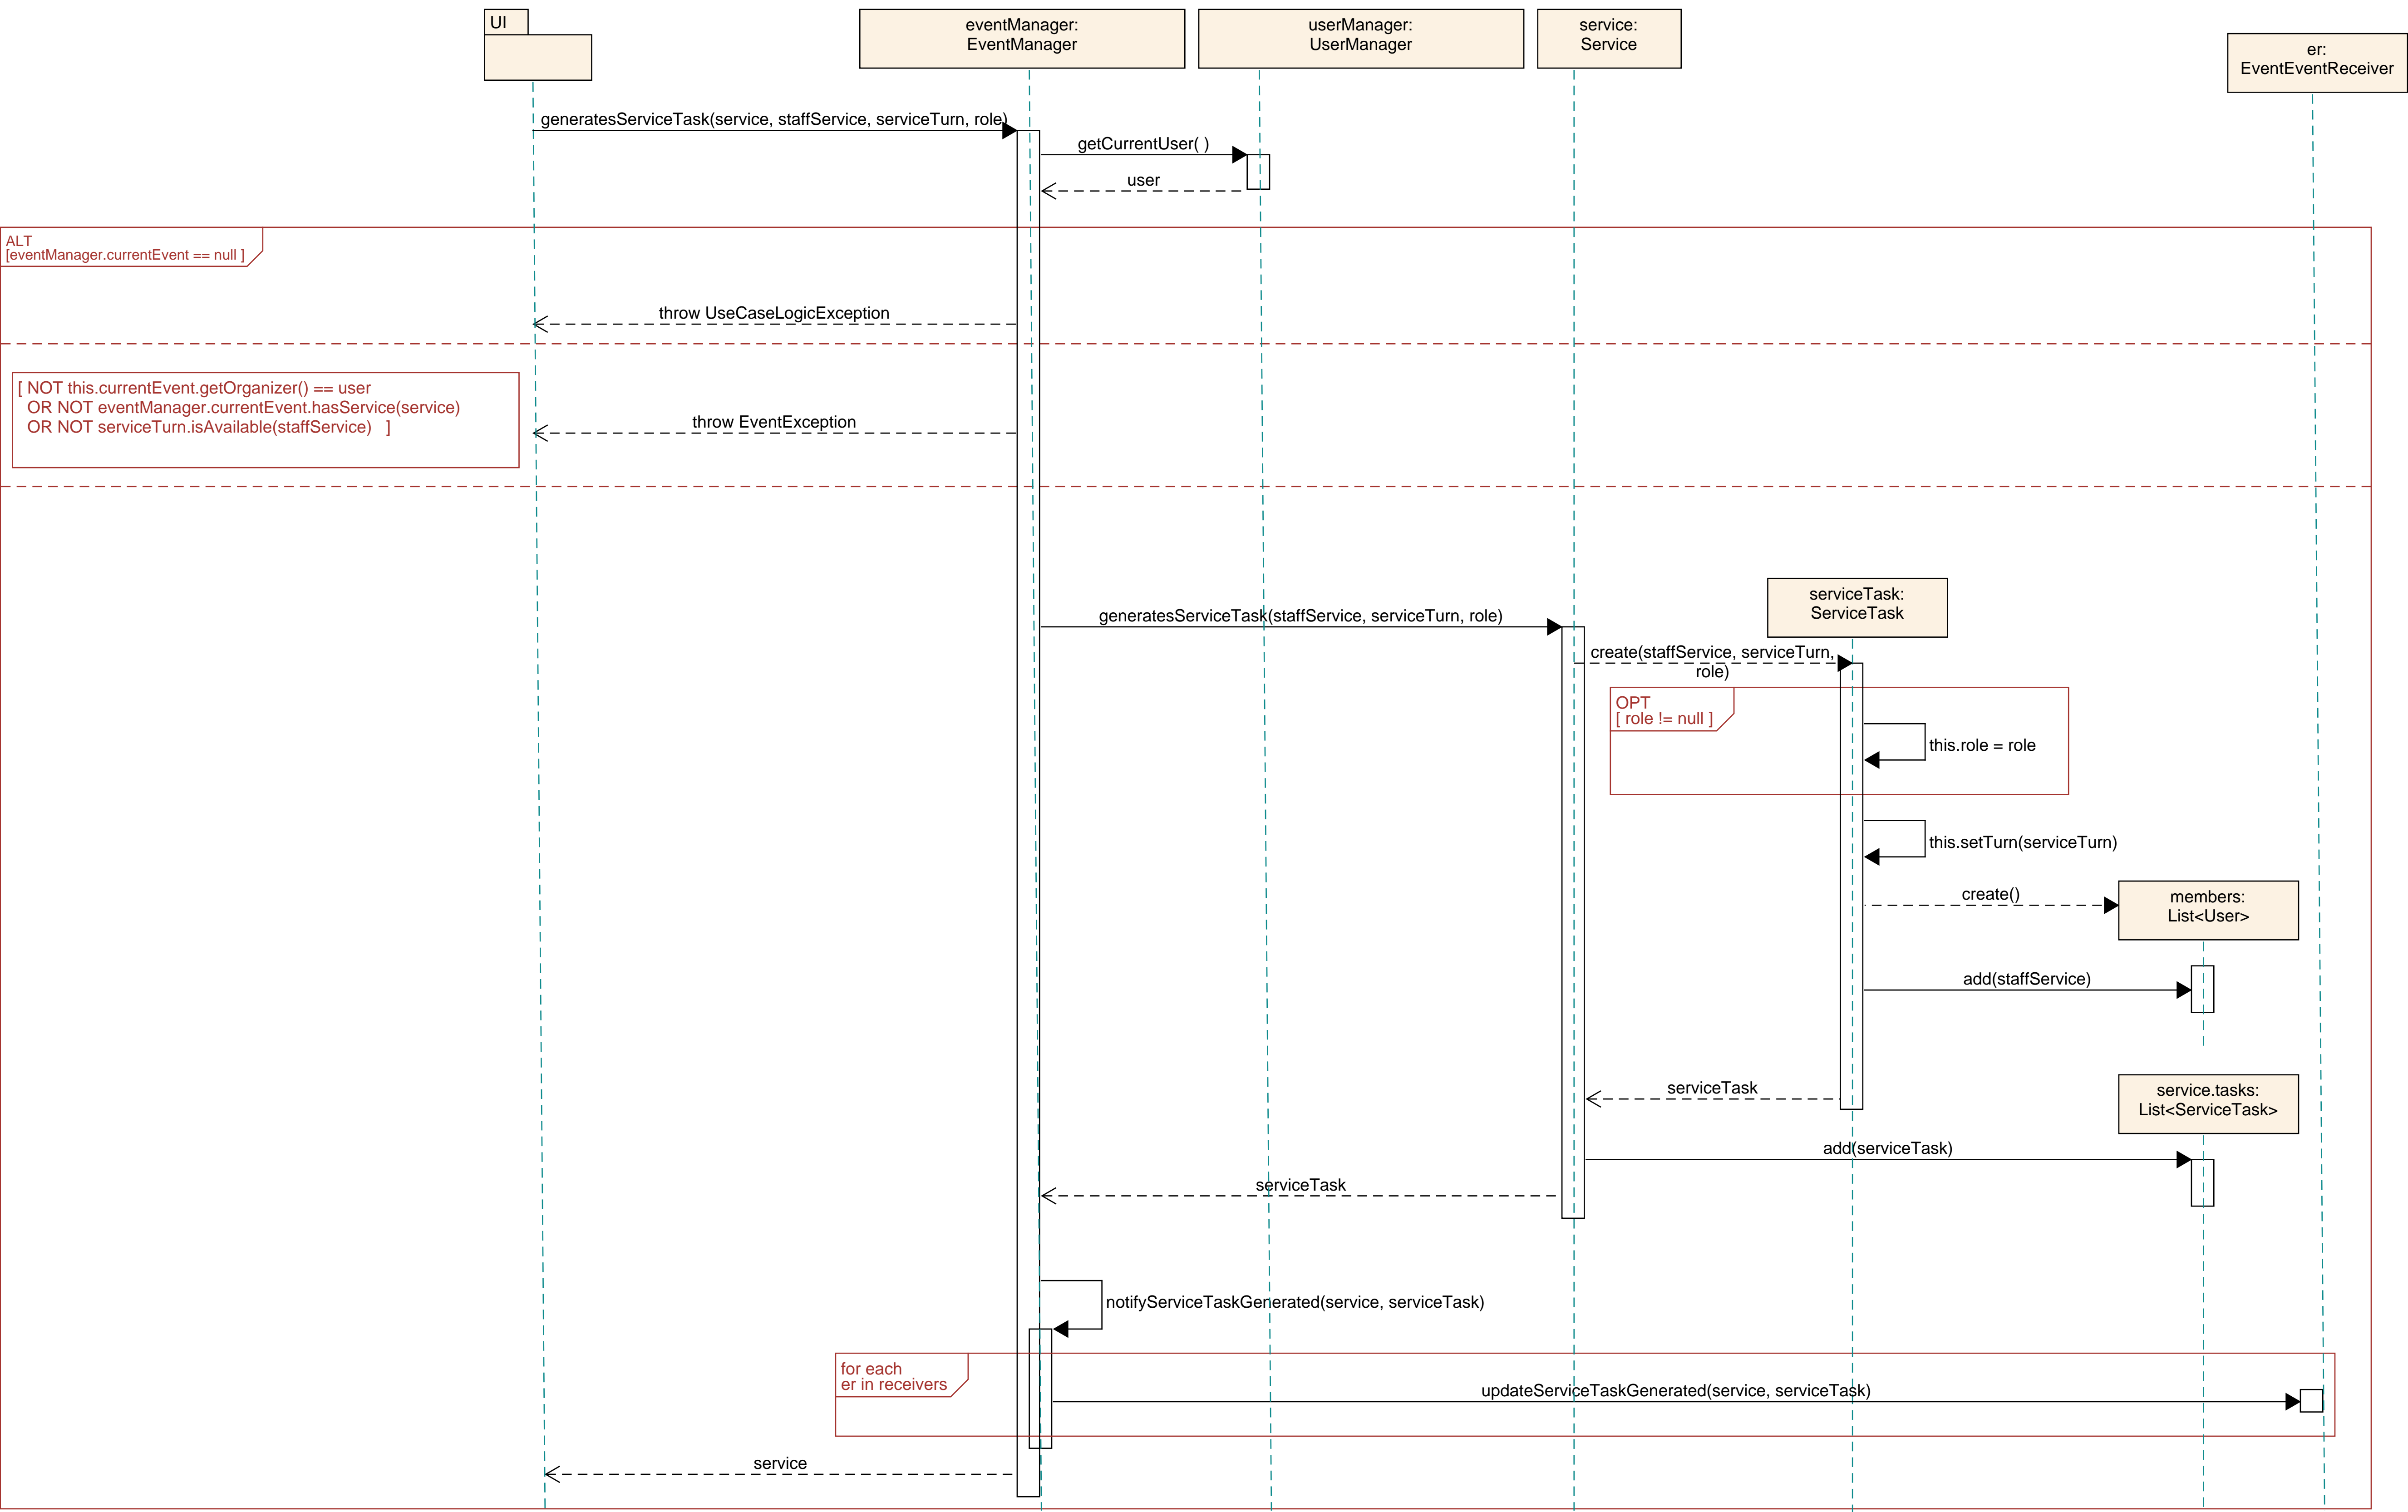 UI
eventManager:
EventManager
userManager:
UserManager
service:
Service
er:
EventEventReceiver
generatesServiceTask(service, staffService, serviceTurn, role)
getCurrentUser( )
user
ALT
[eventManager.currentEvent == null ]
throw UseCaseLogicException
[ NOT this.currentEvent.getOrganizer() == user
OR NOT eventManager.currentEvent.hasService(service)
OR NOT serviceTurn.isAvailable(staffService) ]
throw EventException
serviceTask:
ServiceTask
generatesServiceTask(staffService, serviceTurn, role)
create(staffService, serviceTurn,
role)
OPT
[ role != null ]
this.role = role
this.setTurn(serviceTurn)
create()
members:
List<User>
add(staffService)
serviceTask
service.tasks:
List<ServiceTask>
add(serviceTask)
serviceTask
notifyServiceTaskGenerated(service, serviceTask)
for each
er in receivers
updateServiceTaskGenerated(service, serviceTask)
service